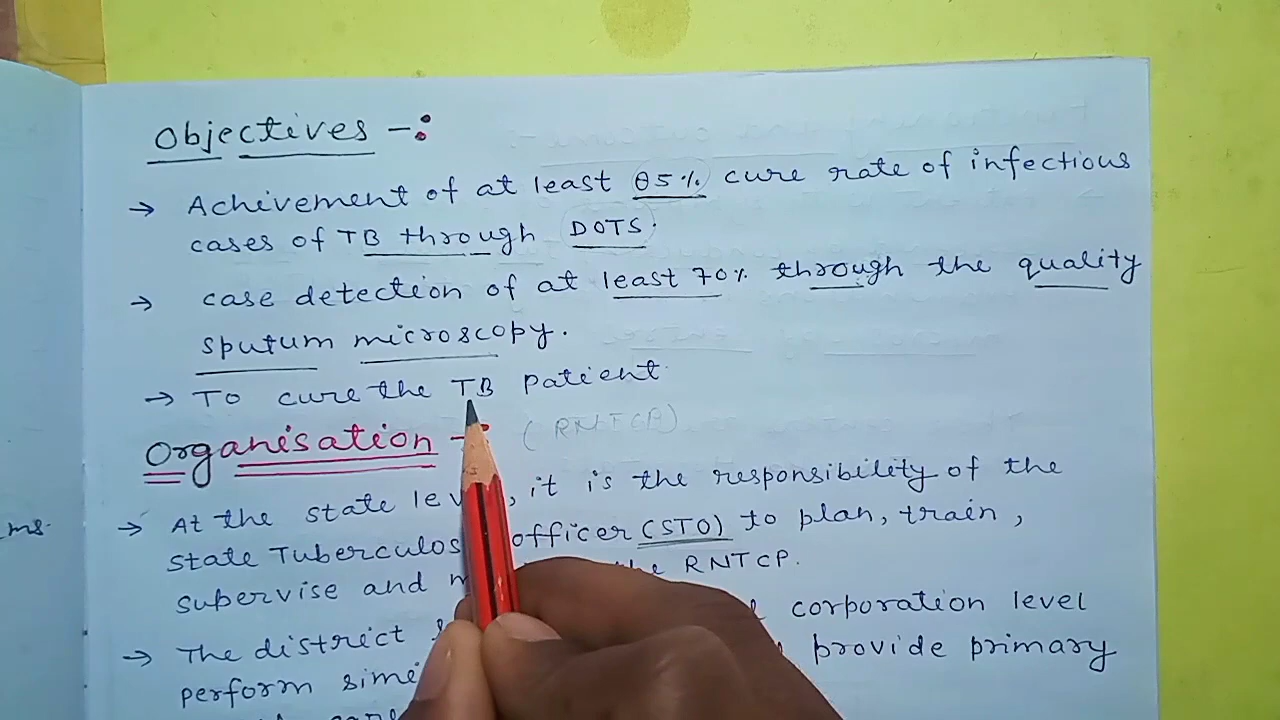 Objectives -:
→ Achivement of at least 85% cure rate of infectious
cases of TB through DOTS.
→ case detection of at least 70% through the quality
sputum microscopy.
→ To cure the TB patient
Organisation -: (RNTCP)
→ At the state level, it is the responsibility of the
state Tuberculos officer (STO) to plan, train,
supervise and the RNTCP.
corporation level
→ The district
perform provide primary